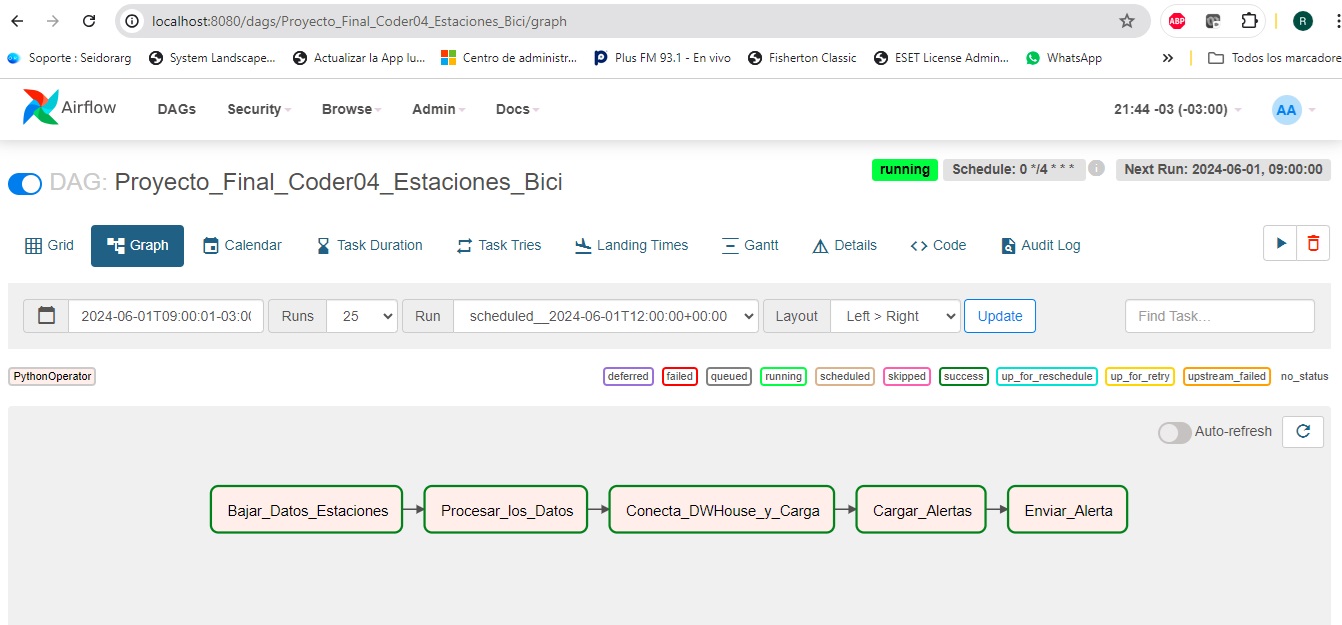 localhost:8080/dags/Proyecto_Final_Coder04_Estaciones_Bici/graph
ABP
R
Soporte : Seidorarg System Landscape... Actualizar la App lu... Centro de administr... Plus FM 93.1 - En vivo Fisherton Classic ESET License Admin... WhatsApp » Todos los marcadore
Airflow DAGs Security Browse Admin Docs 21:44 -03 (-03:00) AA
DAG: Proyecto_Final_Coder04_Estaciones_Bici running Schedule: 0 */4 * * * i Next Run: 2024-06-01, 09:00:00
Grid Graph Calendar Task Duration Task Tries Landing Times Gantt Details Code Audit Log
2024-06-01T09:00:01-03:00 Runs 25 Run scheduled__2024-06-01T12:00:00+00:00 Layout Left > Right Update Find Task...
PythonOperator deferred failed queued running scheduled skipped success up_for_reschedule up_for_retry upstream_failed no_status
Auto-refresh
Bajar_Datos_Estaciones Procesar_los_Datos Conecta_DWHouse_y_Carga Cargar_Alertas Enviar_Alerta